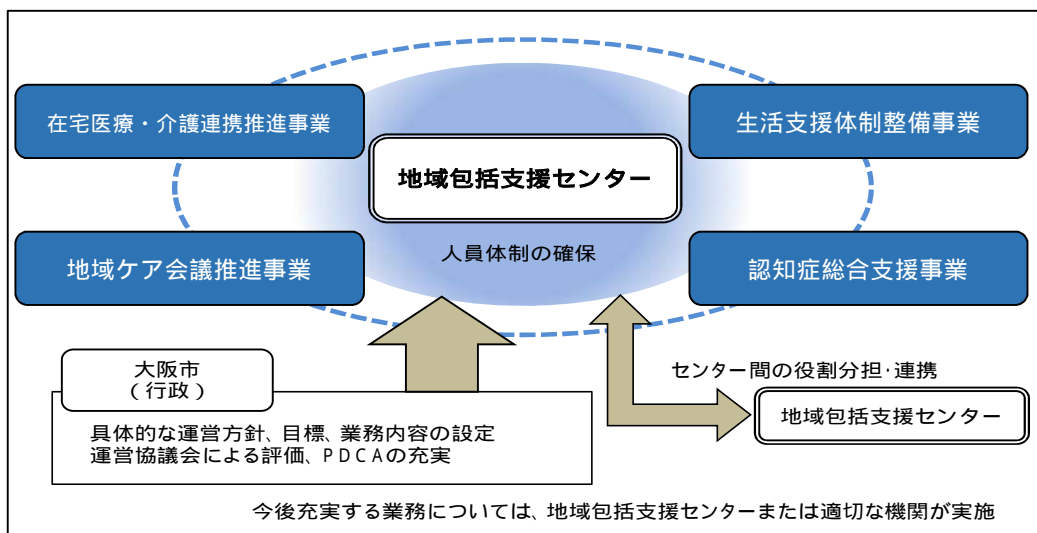 在宅医療・介護連携推進事業
生活支援体制整備事業
地域包括支援センター
人員体制の確保
地域ケア会議推進事業
認知症総合支援事業
大阪市
（行政）
具体的な運営方針、目標、業務内容の設定
運営協議会による評価、PDCAの充実
センター間の役割分担･連携
地域包括支援センター
今後充実する業務については、地域包括支援センターまたは適切な機関が実施